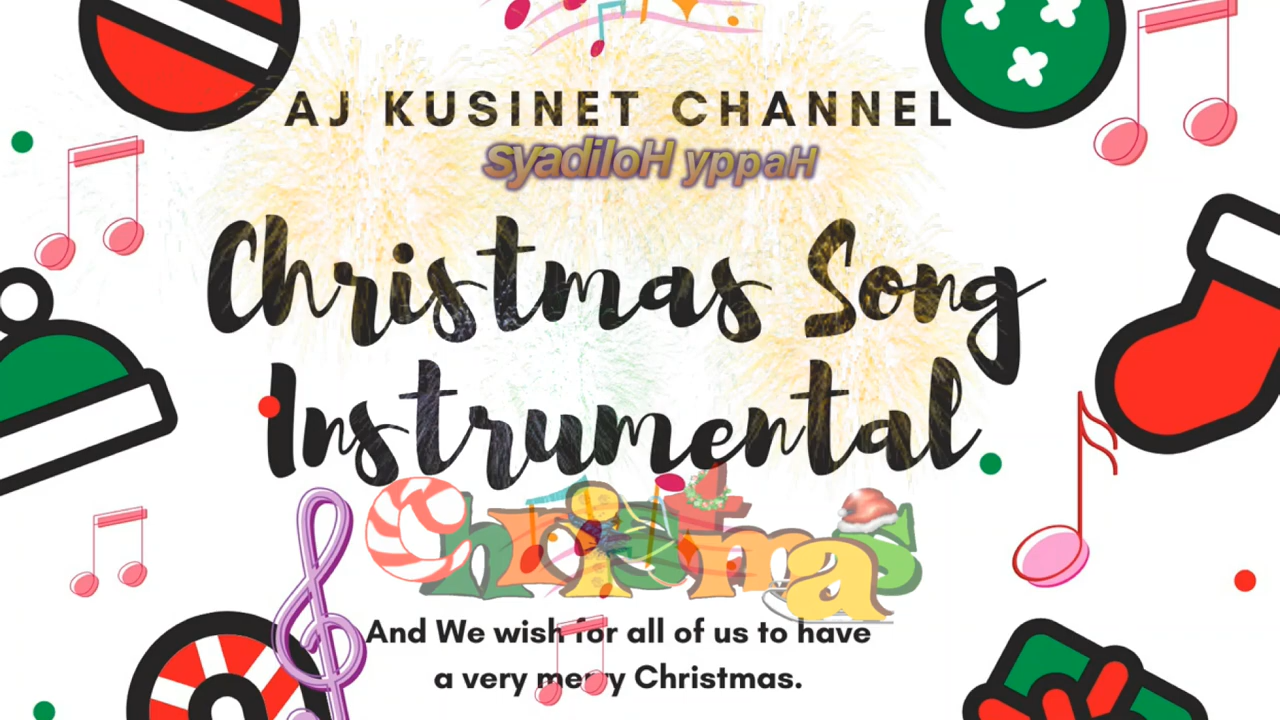 AJ KUSINET CHANNEL
syadiloH yppaH
Christmas Song
Instrumental
Christmas
And We wish for all of us to have
a very merry Christmas.